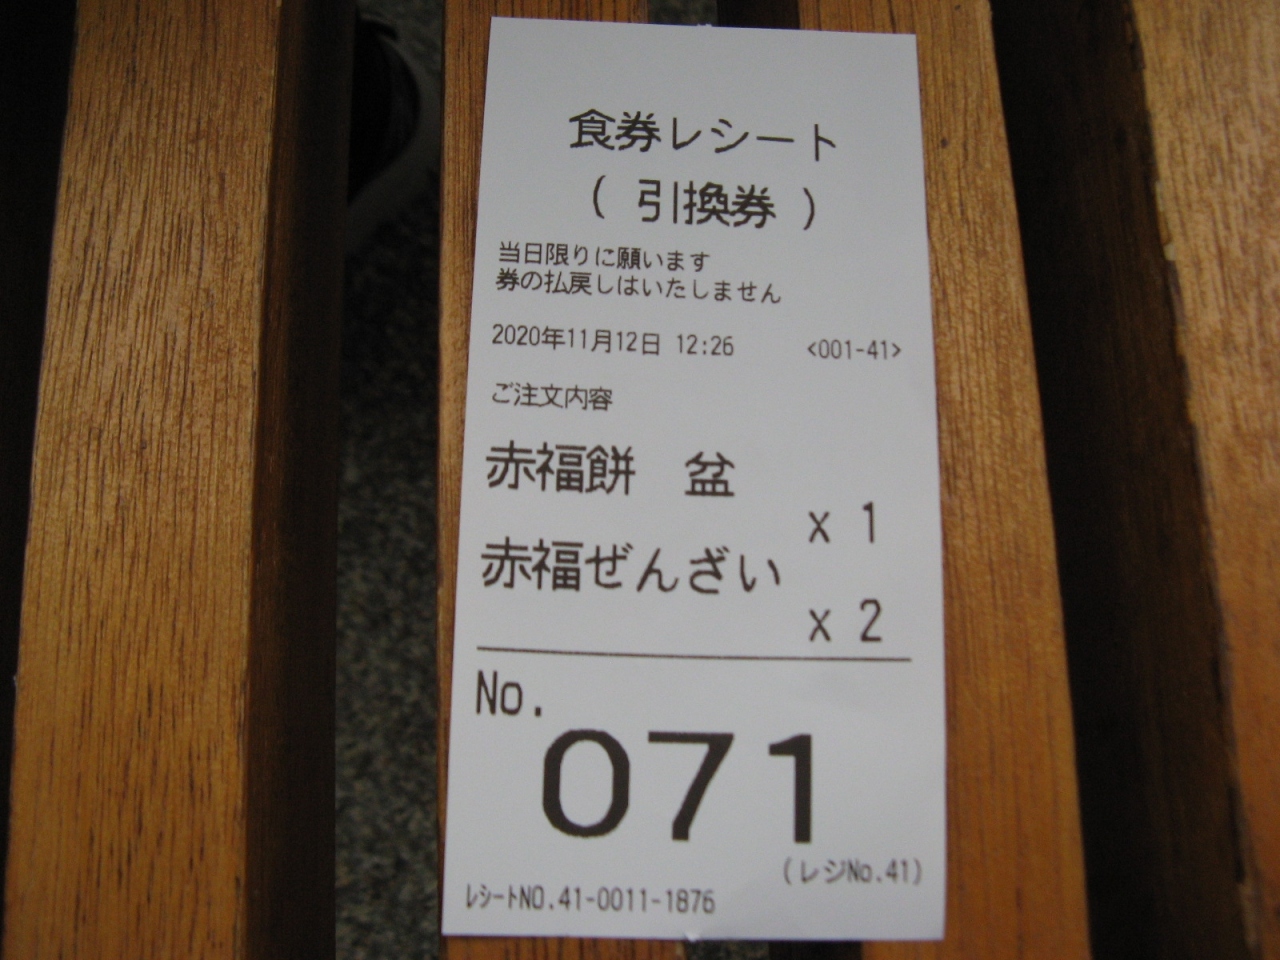 食券レシート
( 引換券 )
当日限りに願います
券の払戻しはいたしません
2020年11月12日 12:26 <001-41>
ご注文内容
赤福餅 盆
x 1
赤福ぜんざい
x 2
No.
071
(レジNo.41)
ﾚｼｰﾄNO.41-0011-1876